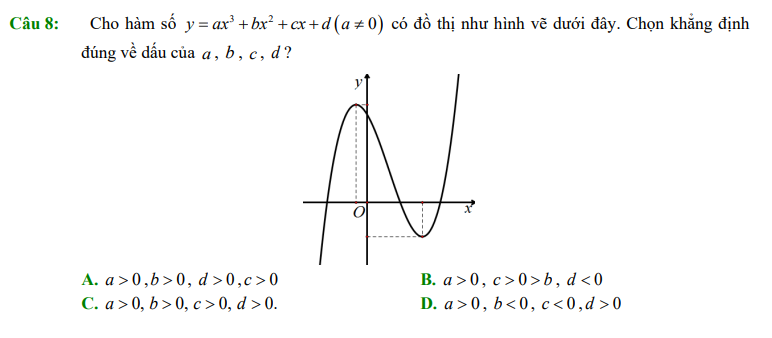 Câu 8: Cho hàm số y = ax³ + bx² + cx + d (a ≠ 0) có đồ thị như hình vẽ dưới đây. Chọn khẳng định
đúng về dấu của a, b, c, d?
y
O
x
A. a > 0, b > 0, d > 0, c > 0 B. a > 0, c > 0 > b, d < 0
C. a > 0, b > 0, c > 0, d > 0. D. a > 0, b < 0, c < 0, d > 0